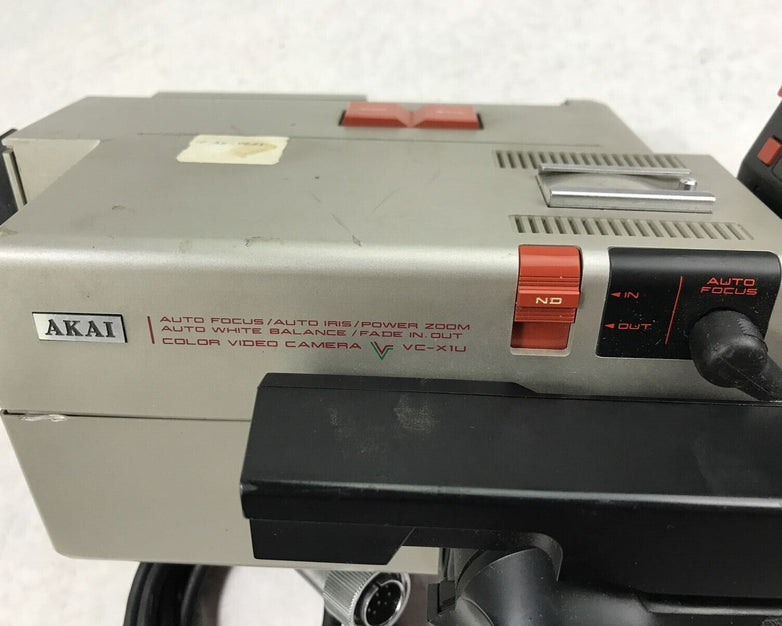 AKAI
AUTO FOCUS/AUTO IRIS/POWER ZOOM
AUTO WHITE BALANCE/FADE IN.OUT
COLOR VIDEO CAMERA VC-X1U
ND
◄ IN
◄ OUT
AUTO
FOCUS